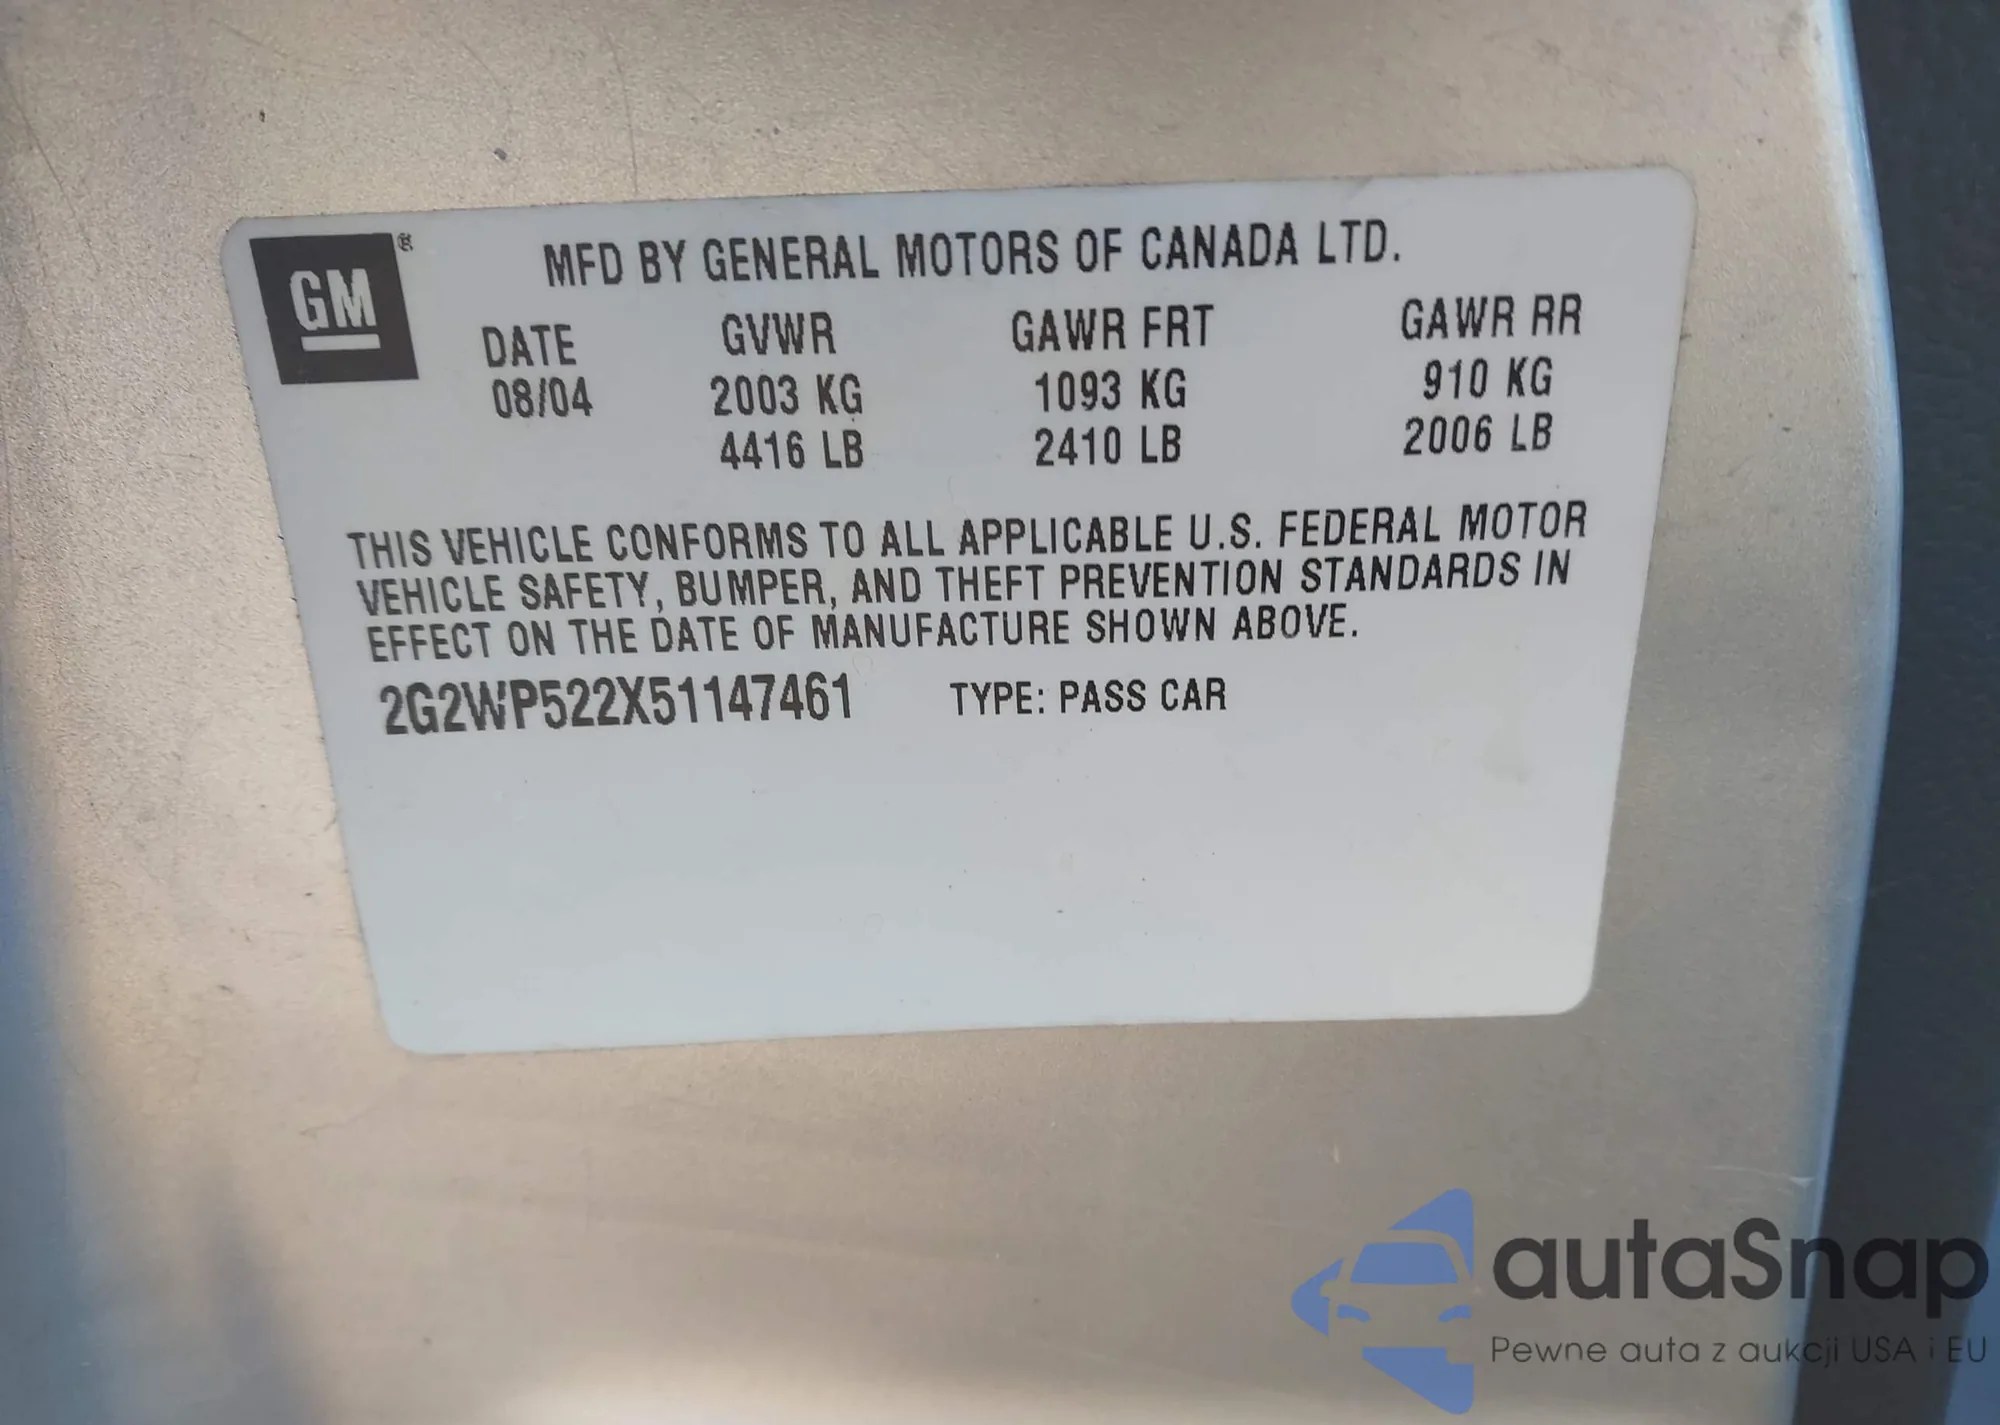 GM®
MFD BY GENERAL MOTORS OF CANADA LTD.
DATE GVWR GAWR FRT GAWR RR
08/04 2003 KG 1093 KG 910 KG
4416 LB 2410 LB 2006 LB
THIS VEHICLE CONFORMS TO ALL APPLICABLE U.S. FEDERAL MOTOR
VEHICLE SAFETY, BUMPER, AND THEFT PREVENTION STANDARDS IN
EFFECT ON THE DATE OF MANUFACTURE SHOWN ABOVE.
2G2WP522X51147461 TYPE: PASS CAR
autaSnap
Pewne auta z aukcji USA i EU